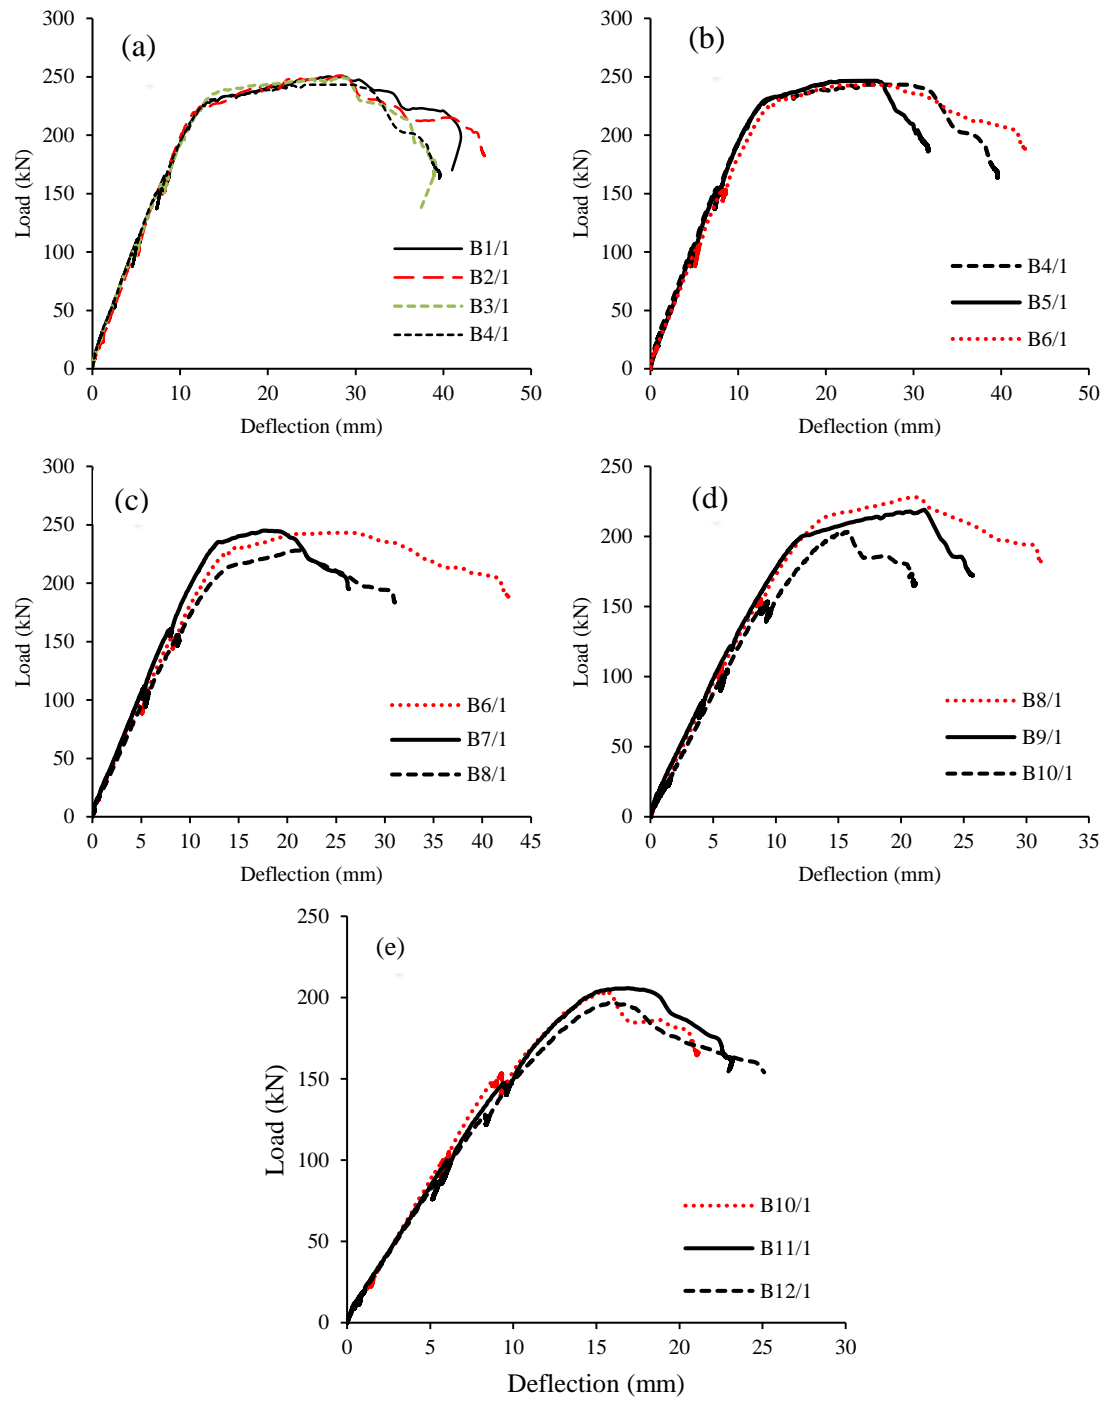 (a)
300
250
200
150
100
50
0
Load (kN)
B1/1
B2/1
B3/1
B4/1
0 10 20 30 40 50
Deflection (mm)
(b)
300
250
200
150
100
50
0
Load (kN)
B4/1
B5/1
B6/1
0 10 20 30 40 50
Deflection (mm)
(c)
300
250
200
150
100
50
0
Load (kN)
B6/1
B7/1
B8/1
0 5 10 15 20 25 30 35 40 45
Deflection (mm)
(d)
250
200
150
100
50
0
Load (kN)
B8/1
B9/1
B10/1
0 5 10 15 20 25 30 35
Deflection (mm)
(e)
250
200
150
100
50
0
Load (kN)
B10/1
B11/1
B12/1
0 5 10 15 20 25 30
Deflection (mm)